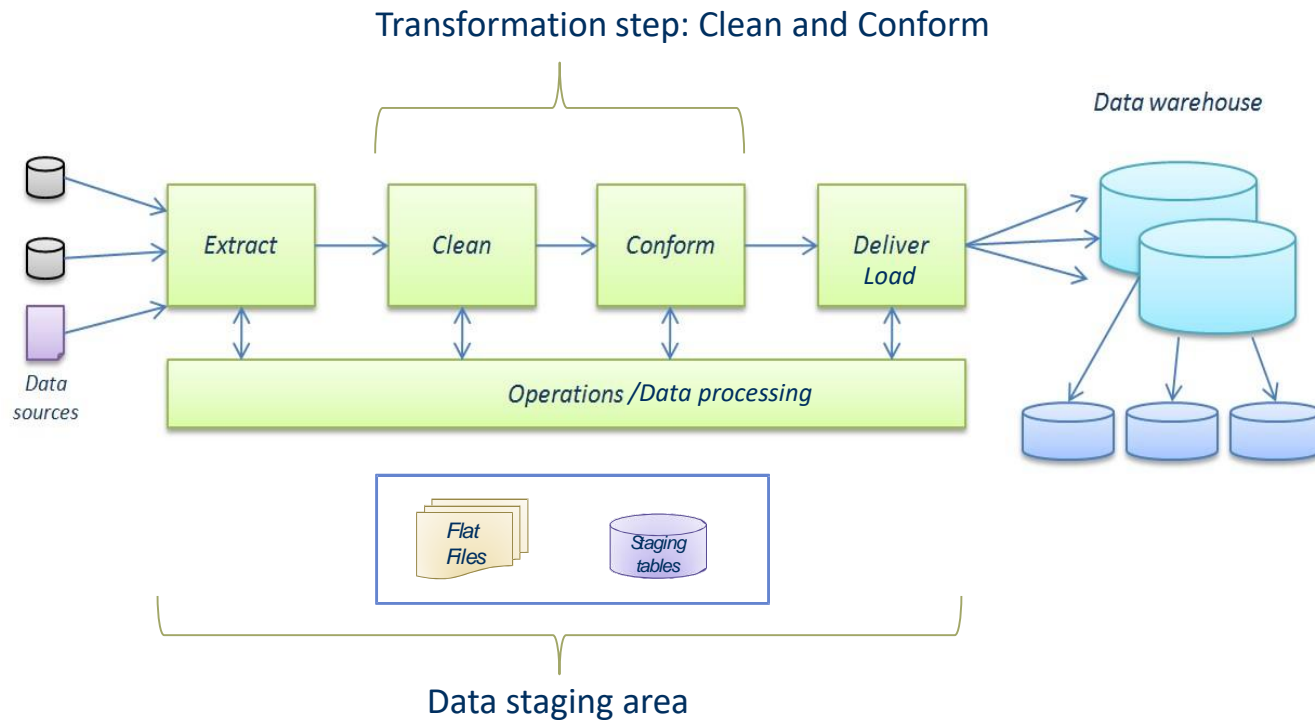 Transformation step: Clean and Conform
Data warehouse
Extract
Clean
Conform
Deliver
Load
Data
sources
Operations /Data processing
Flat
Files
Staging
tables
Data staging area